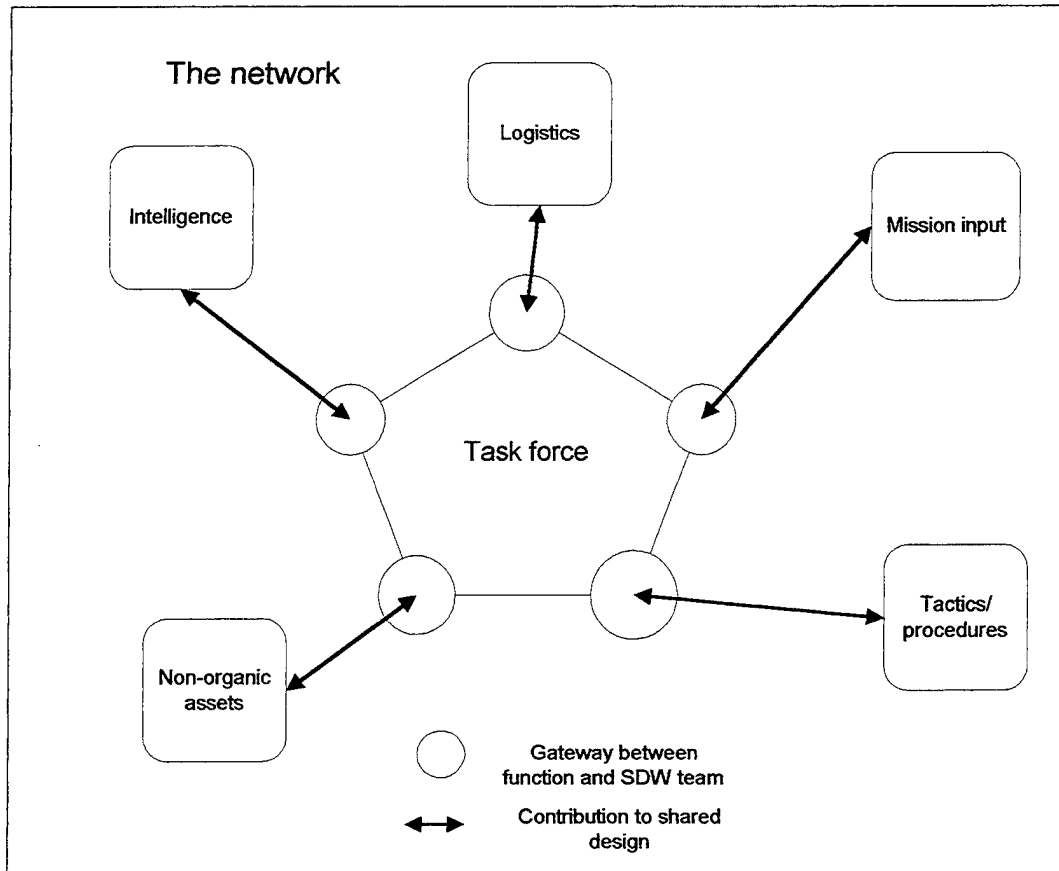 The network
Logistics
Intelligence
Mission input
Task force
Tactics/
procedures
Non-organic
assets
Gateway between
function and SDW team
Contribution to shared
design